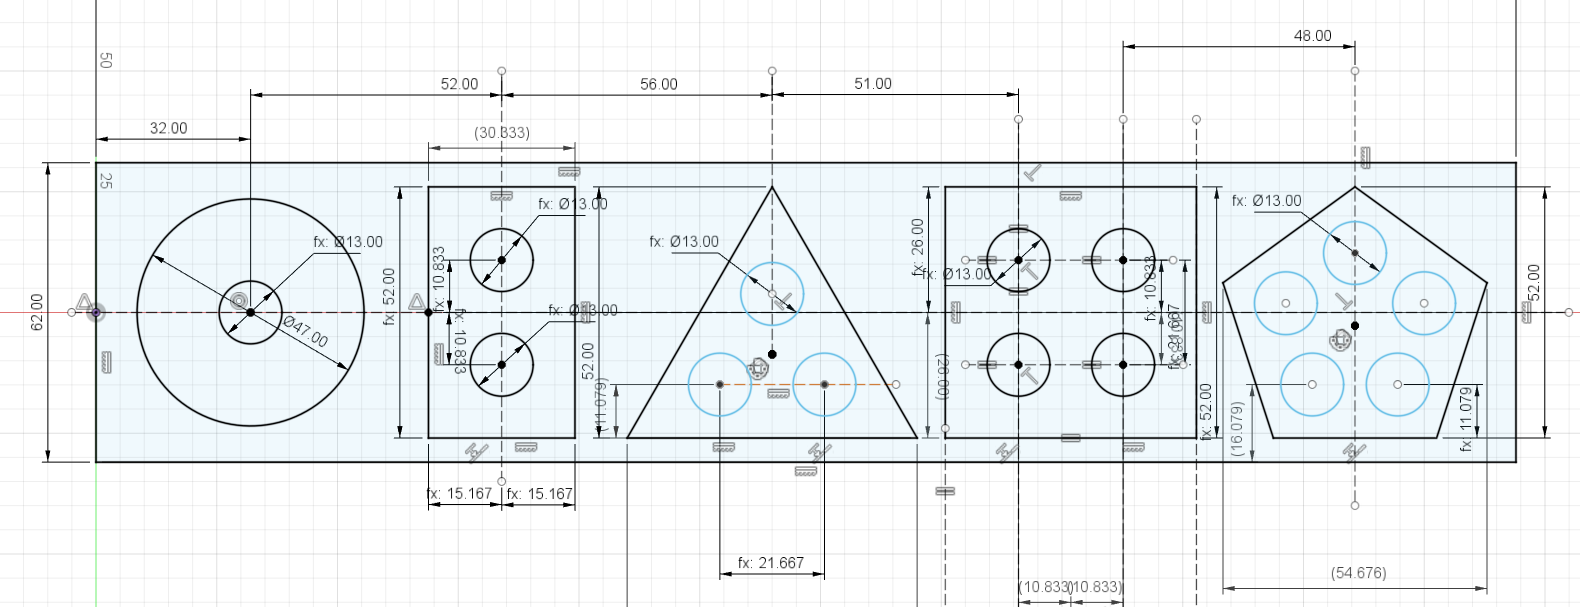 50
25
48.00
52.00
56.00
51.00
32.00
(30.333)
62.00
fx: Ø13.00
Ø47.00
fx: 52.00
fx: 10.833
fx: 10.833
fx: Ø13.00
fx: Ø13.00
fx: 15.167
fx: 15.167
52.00
(11.079)
fx: Ø13.00
fx: 21.667
fx: 26.00
(26.00)
fx: Ø13.00
fx: 10.833
fx: 21.667
fx: 52.00
(10.833)
(10.833)
fx: Ø13.00
(16.079)
fx: 11.079
52.00
(54.676)